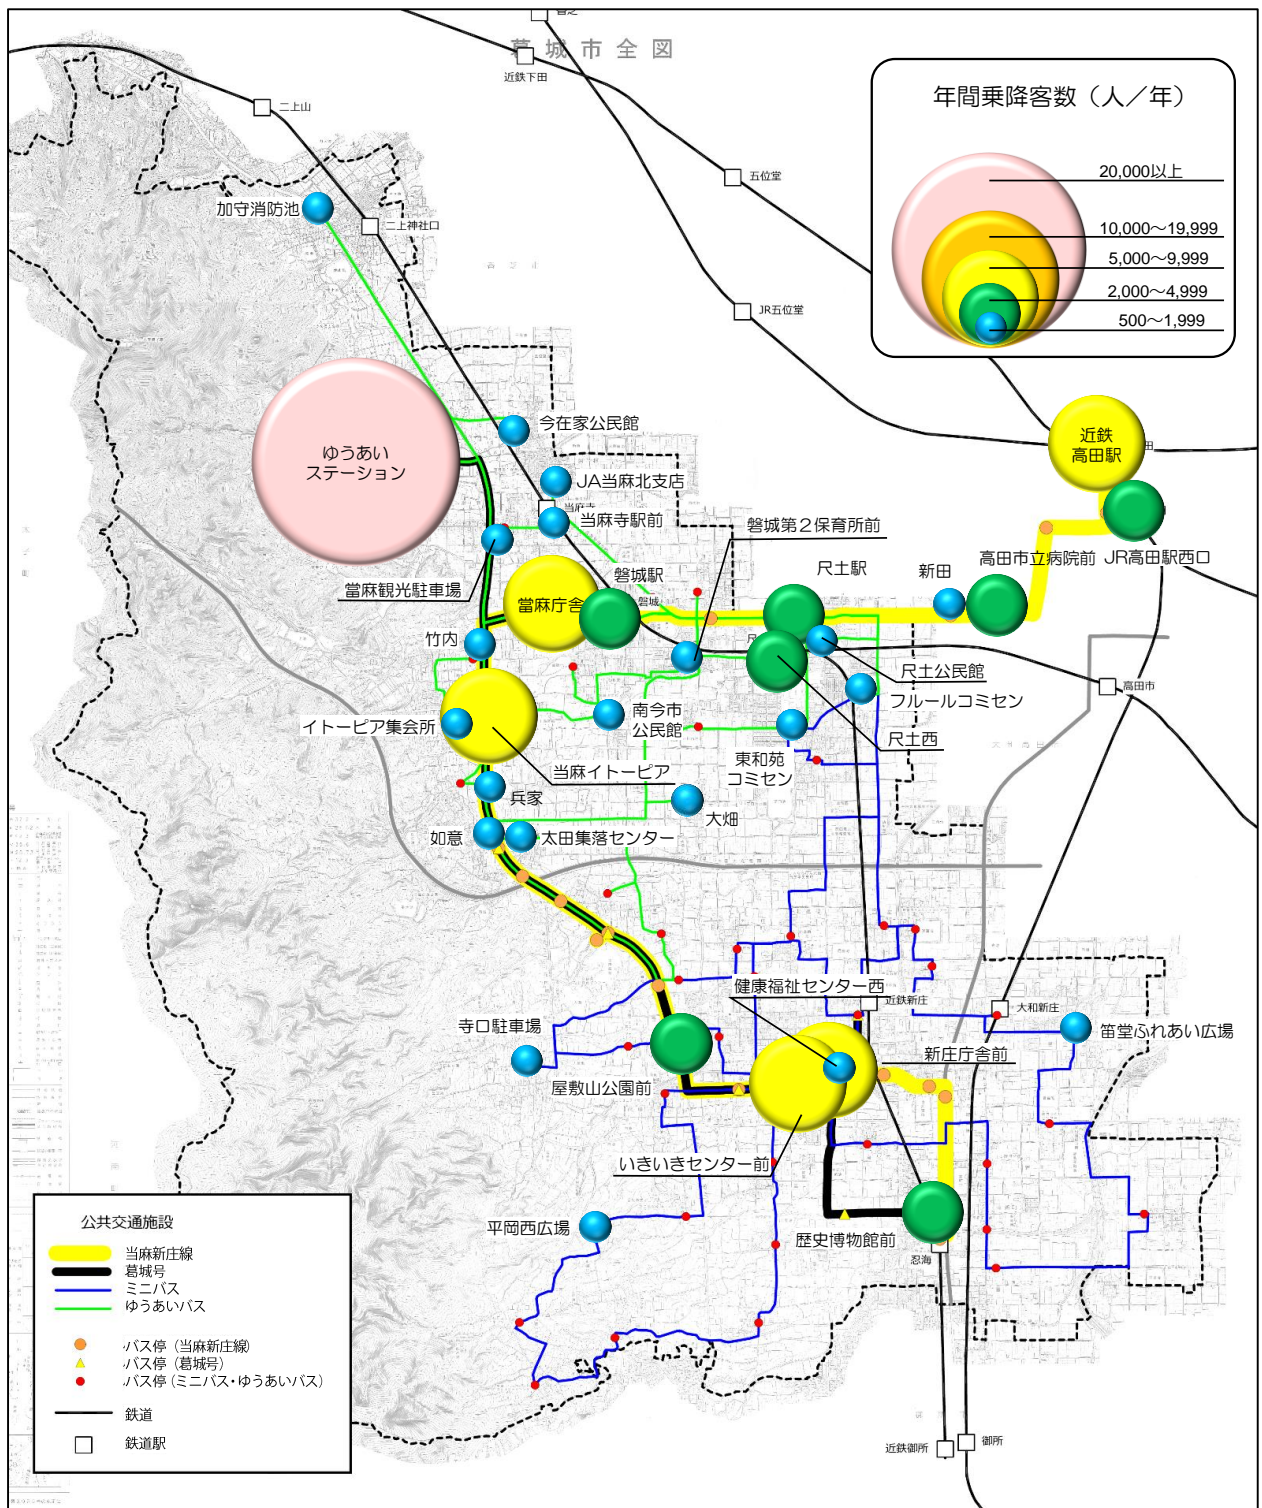 葛城市全図
近鉄下田
二上山
五位堂
年間乗降客数（人／年）
20,000以上
10,000～19,999
5,000～9,999
2,000～4,999
500～1,999
加守消防池
二上神社口
JR五位堂
今在家公民館
近鉄
高田駅
ゆうあい
ステーション
JA当麻北支店
当麻寺駅前
磐城第２保育所前
高田市立病院前
JR高田駅西口
當麻観光駐車場
磐城駅
尺土駅
新田
當麻庁舎
磐城
竹内
尺土公民館
高田市
フルールコミセン
イトーピア集会所
南今市
公民館
尺土西
東和苑
コミセン
当麻イトーピア
兵家
大畑
如意
太田集落センター
健康福祉センター西
近鉄新庄
大和新庄
寺口駐車場
笛堂ふれあい広場
新庄庁舎前
屋敷山公園前
いきいきセンター前
平岡西広場
歴史博物館前
忍海
公共交通施設
当麻新庄線
葛城号
ミニバス
ゆうあいバス
バス停（当麻新庄線）
バス停（葛城号）
バス停（ミニバス・ゆうあいバス）
鉄道
鉄道駅
近鉄御所
御所